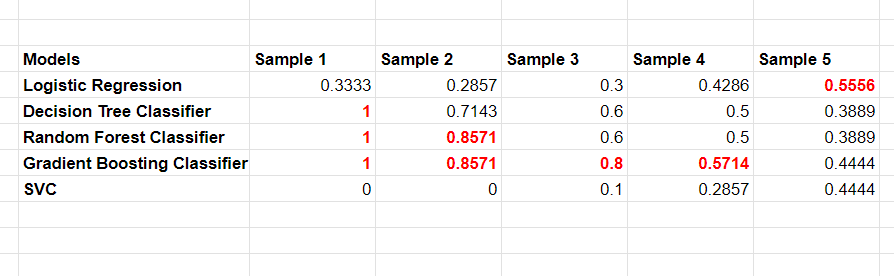 Models Sample 1 Sample 2 Sample 3 Sample 4 Sample 5
Logistic Regression 0.3333 0.2857 0.3 0.4286 0.5556
Decision Tree Classifier 1 0.7143 0.6 0.5 0.3889
Random Forest Classifier 1 0.8571 0.6 0.5 0.3889
Gradient Boosting Classifier 1 0.8571 0.8 0.5714 0.4444
SVC 0 0 0.1 0.2857 0.4444